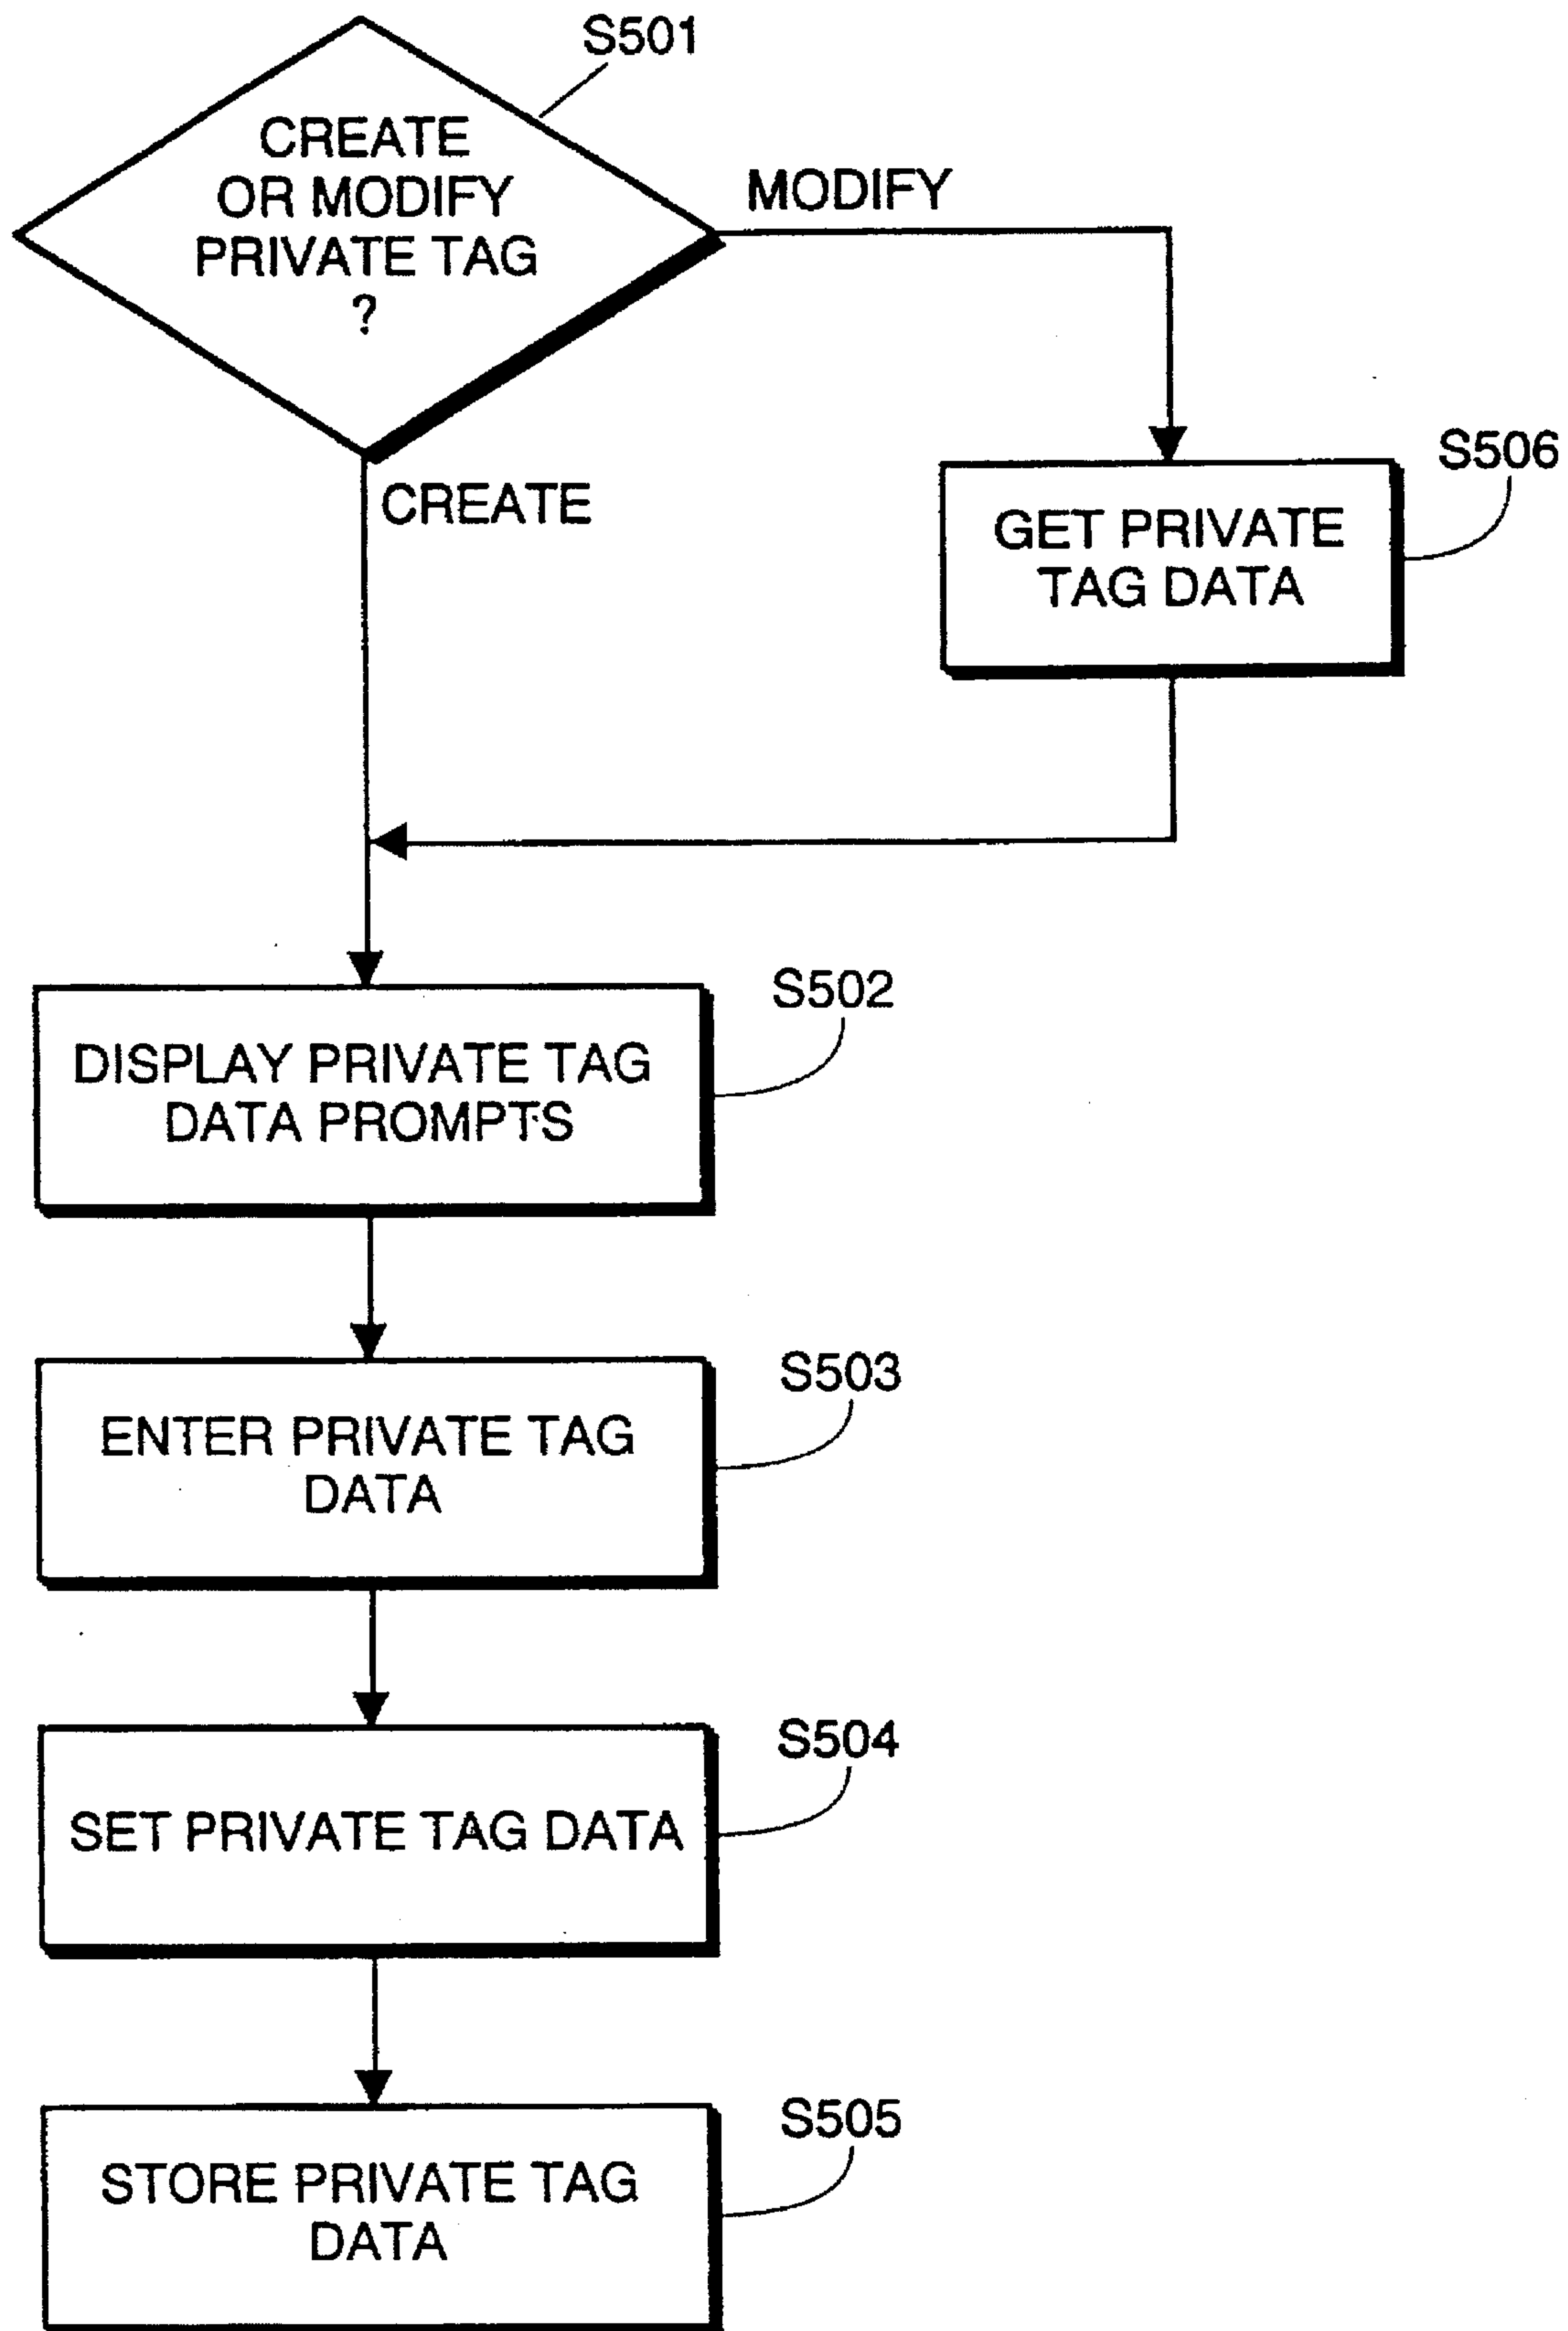 S501
CREATE
OR MODIFY
PRIVATE TAG
?
MODIFY
CREATE
S506
GET PRIVATE
TAG DATA
S502
DISPLAY PRIVATE TAG
DATA PROMPTS
S503
ENTER PRIVATE TAG
DATA
S504
SET PRIVATE TAG DATA
S505
STORE PRIVATE TAG
DATA